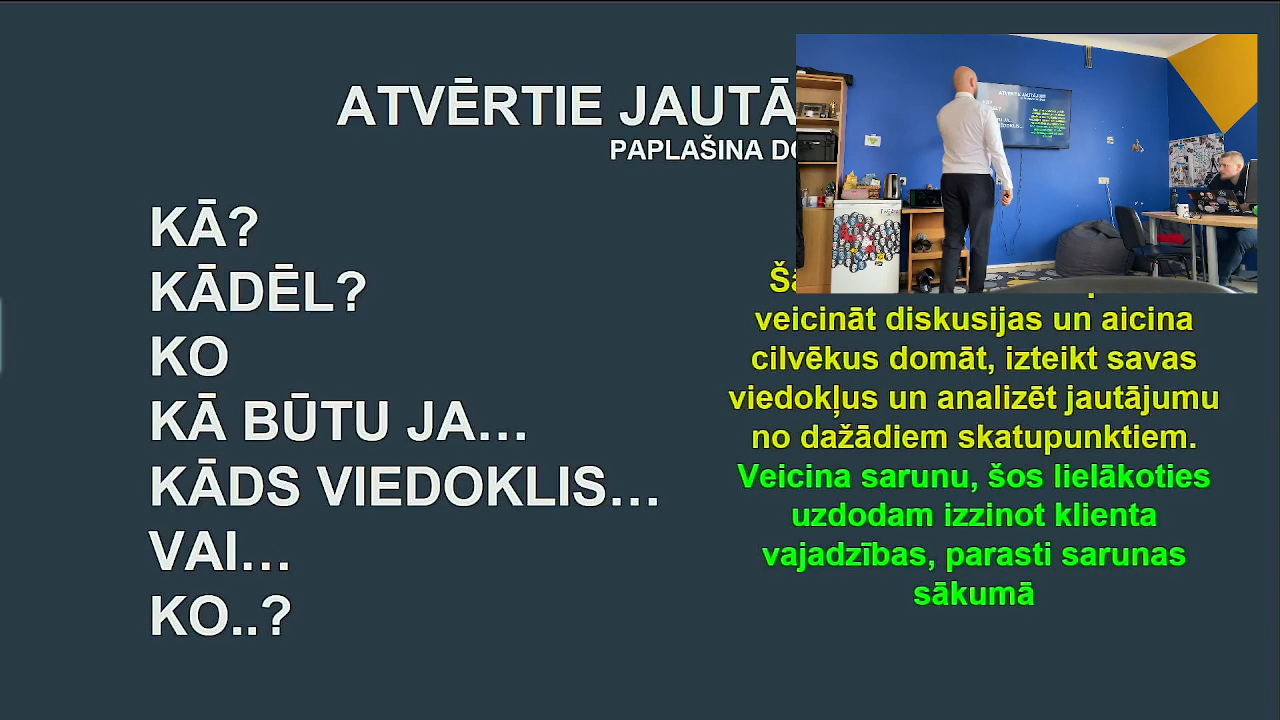 ATVĒRTIE JAUTĀ
PAPLAŠINA
KĀ?
KĀDĒL?
KO
KĀ BŪTU JA...
KĀDS VIEDOKLIS...
VAI...
KO..?
veicināt diskusijas un aicina
cilvēkus domāt, izteikt savas
viedokļus un analizēt jautājumu
no dažādiem skatupunktiem.
Veicina sarunu, šos lielākoties
uzdodam izzinot klienta
vajadzības, parasti sarunas
sākumā